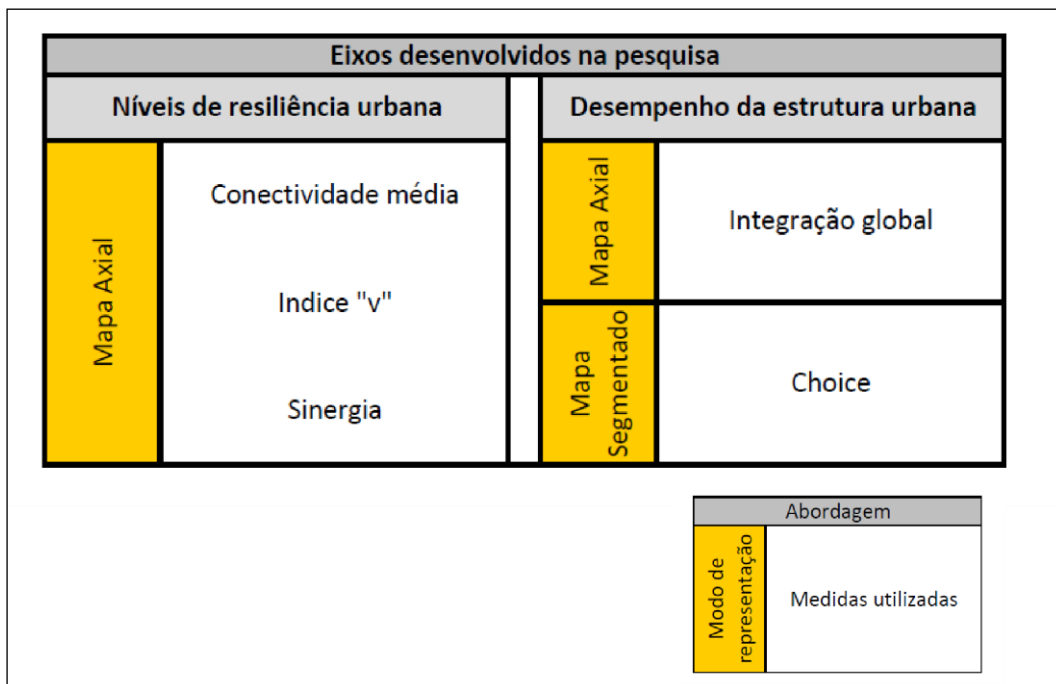 Eixos desenvolvidos na pesquisa
Níveis de resiliência urbana
Mapa Axial
Conectividade média
Indice "v"
Sinergia
Desempenho da estrutura urbana
Mapa Axial
Integração global
Mapa
Segmentado
Choice
Abordagem
Modo de
representação
Medidas utilizadas